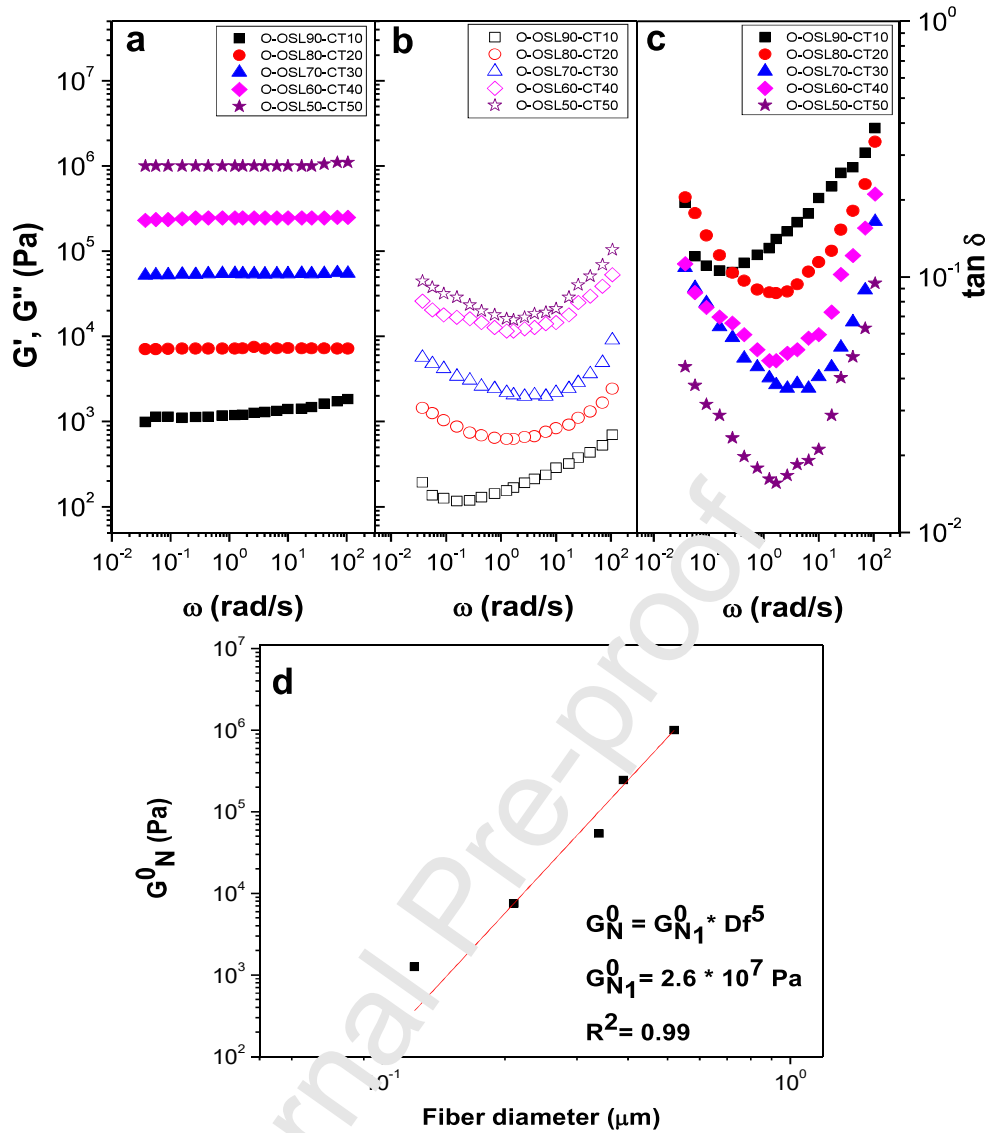 a
O-OSL90-CT10
O-OSL80-CT20
O-OSL70-CT30
O-OSL60-CT40
O-OSL50-CT50
b
O-OSL90-CT10
O-OSL80-CT20
O-OSL70-CT30
O-OSL60-CT40
O-OSL50-CT50
c
O-OSL90-CT10
O-OSL80-CT20
O-OSL70-CT30
O-OSL60-CT40
O-OSL50-CT50
G', G" (Pa)
10^7
10^6
10^5
10^4
10^3
10^2
tan δ
10^0
10^-1
10^-2
10^-2 10^-1 10^0 10^1 10^2
10^-2 10^-1 10^0 10^1 10^2
10^-2 10^-1 10^0 10^1 10^2
ω (rad/s)
ω (rad/s)
ω (rad/s)
d
G^0_N (Pa)
10^7
10^6
10^5
10^4
10^3
10^2
G^0_N = G^0_N1 * Df^5
G^0_N1 = 2.6 * 10^7 Pa
R^2= 0.99
10^-1 10^0
Fiber diameter (μm)
rnal Pre-proof